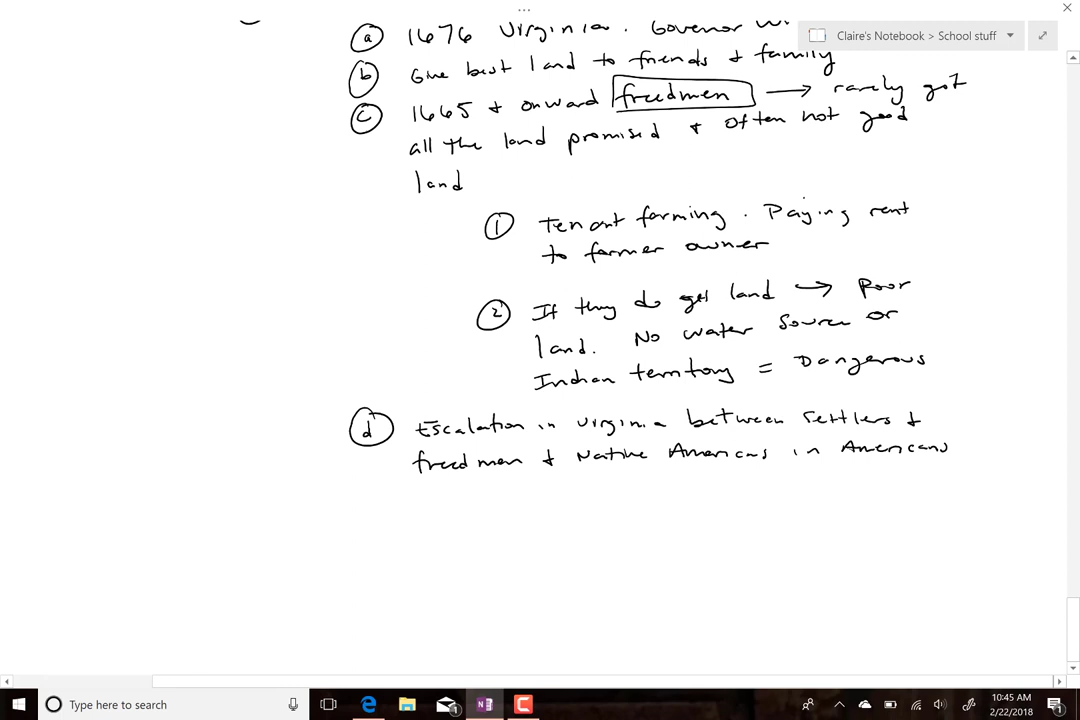 ...
Claire's Notebook > School stuff
ⓐ 1676 Virginia. Governor
ⓑ Give best land to friends & family
ⓒ 1665 & onward freedmen → rarely got
all the land promised & often not good
land
① Tenant farming. Paying rent
to farmer owner
② If they do get land → Poor
land. No water source or
Indian territory = Dangerous
ⓓ Escalation in Virginia between settlers &
freedmen & Native Americas in Americans
Type here to search
10:45 AM
2/22/2018